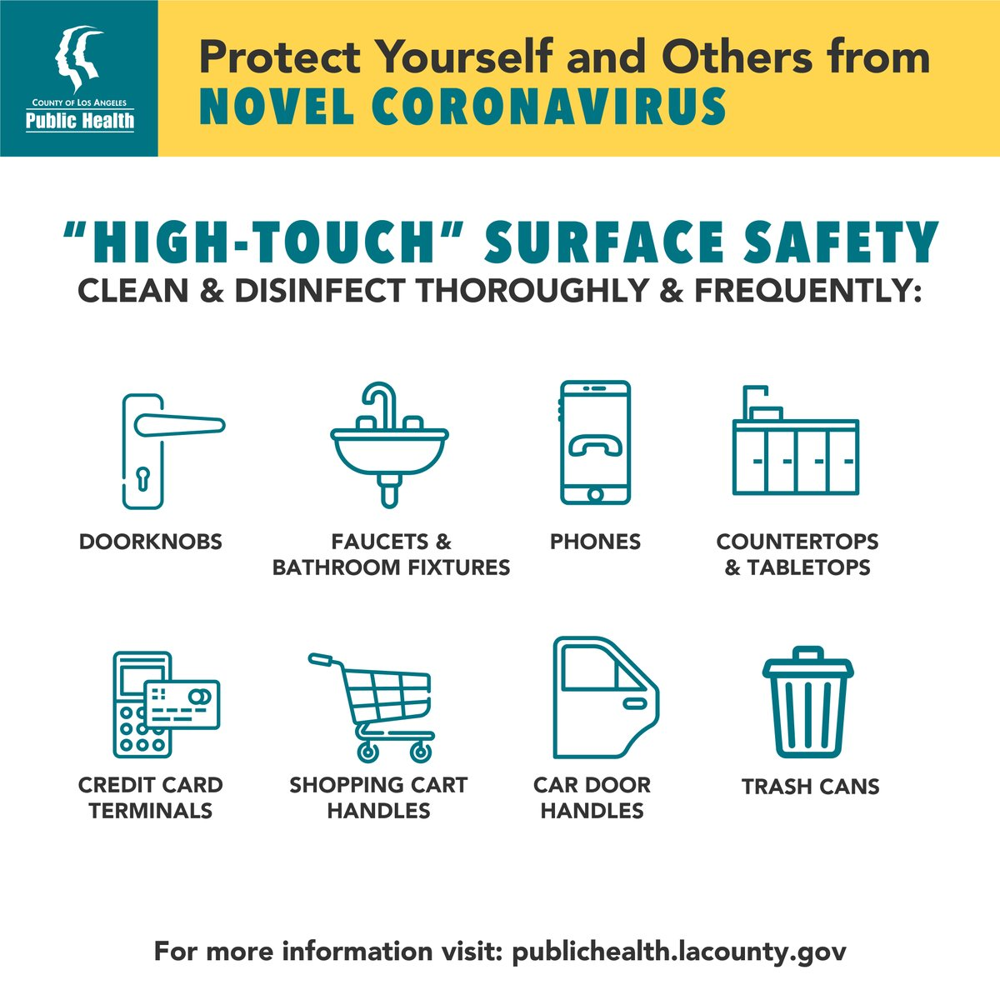 County of Los Angeles
Public Health
Protect Yourself and Others from
NOVEL CORONAVIRUS
“HIGH-TOUCH” SURFACE SAFETY
CLEAN & DISINFECT THOROUGHLY & FREQUENTLY:
DOORKNOBS
FAUCETS &
BATHROOM FIXTURES
PHONES
COUNTERTOPS
& TABLETOPS
CREDIT CARD
TERMINALS
SHOPPING CART
HANDLES
CAR DOOR
HANDLES
TRASH CANS
For more information visit: publichealth.lacounty.gov